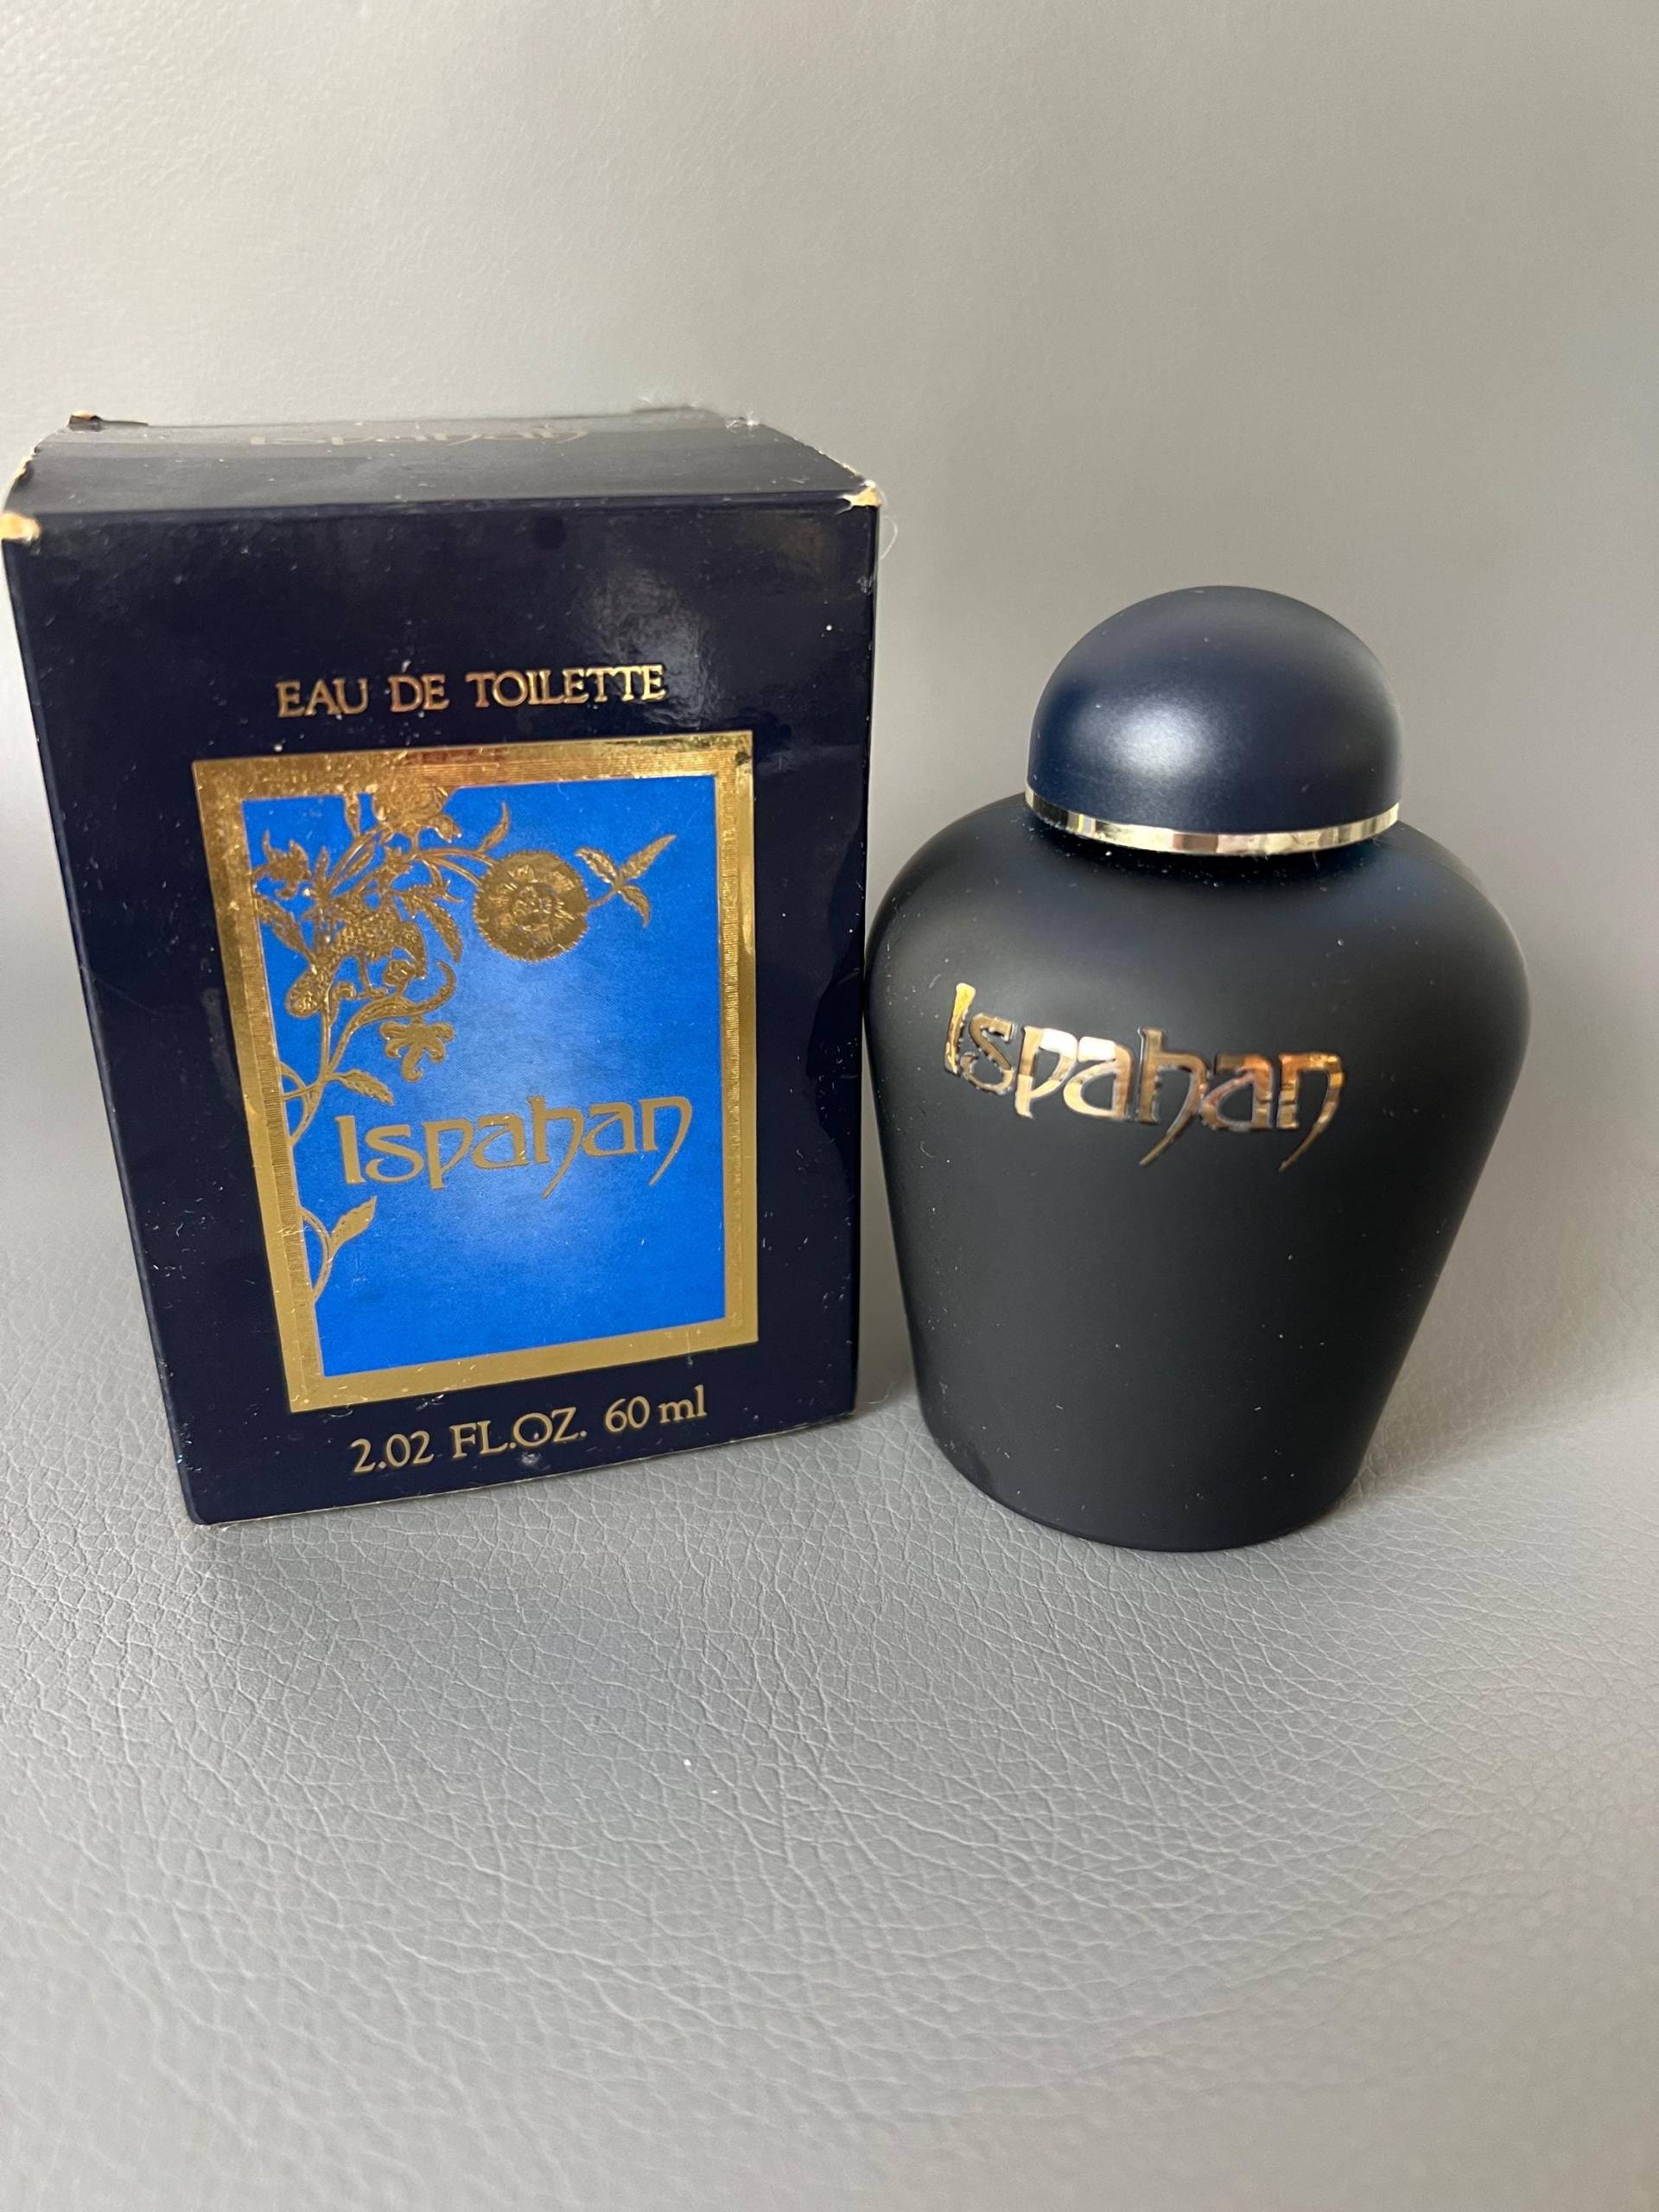 Ispahan
EAU DE TOILETTE
Ispahan
2.02 FL.OZ. 60 ml
Ispahan